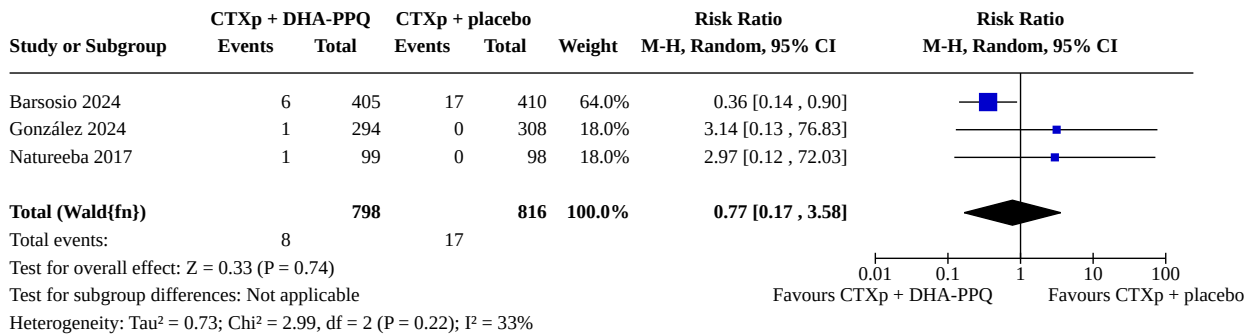 CTXp + DHA-PPQ CTXp + placebo Risk Ratio Risk Ratio
Study or Subgroup Events Total Events Total Weight M-H, Random, 95% CI M-H, Random, 95% CI
Barsosio 2024 6 405 17 410 64.0% 0.36 [0.14 , 0.90]
González 2024 1 294 0 308 18.0% 3.14 [0.13 , 76.83]
Natureeba 2017 1 99 0 98 18.0% 2.97 [0.12 , 72.03]
Total (Wald{fn}) 798 816 100.0% 0.77 [0.17 , 3.58]
Total events: 8 17
Test for overall effect: Z = 0.33 (P = 0.74)
0.01 0.1 1 10 100
Test for subgroup differences: Not applicable Favours CTXp + DHA-PPQ Favours CTXp + placebo
Heterogeneity: Tau² = 0.73; Chi² = 2.99, df = 2 (P = 0.22); I² = 33%